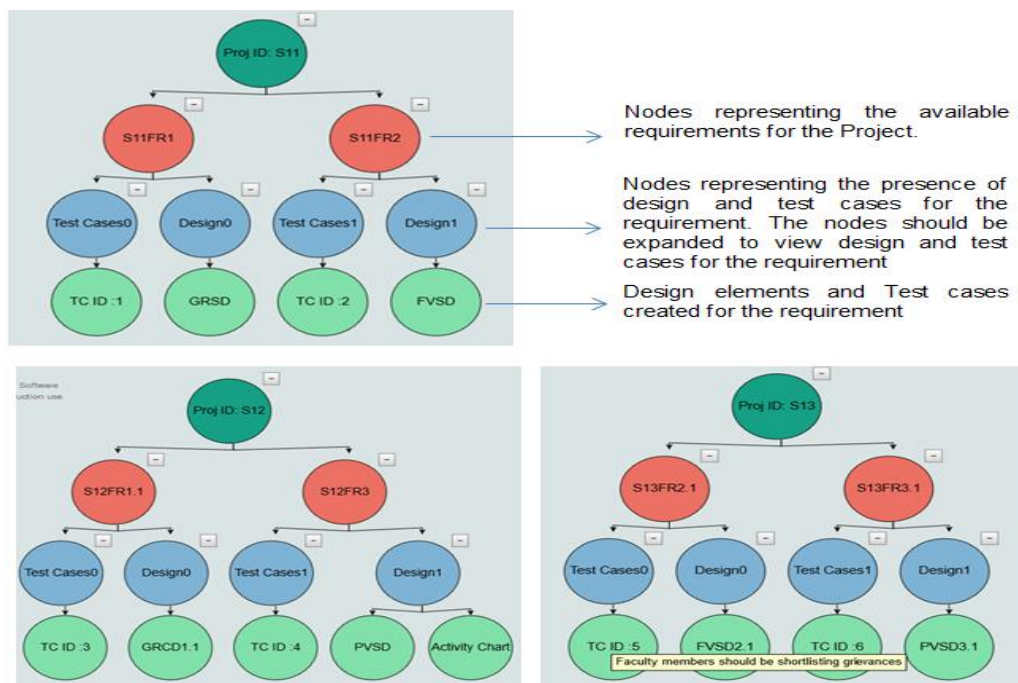 Proj ID: S11
S11FR1 S11FR2
Test Cases0 Design0 Test Cases1 Design1
TC ID :1 GRSD TC ID :2 FVSD
Nodes representing the available
requirements for the Project.
Nodes representing the presence of
design and test cases for the
requirement. The nodes should be
expanded to view design and test
cases for the requirement
Design elements and Test cases
created for the requirement
Software
uction use
Proj ID: S12
S12FR1.1 S12FR3
Test Cases0 Design0 Test Cases1 Design1
TC ID :3 GRCD1.1 TC ID :4 PVSD Activity Chart
Proj ID: S13
S13FR2.1 S13FR3.1
Test Cases0 Design0 Test Cases1 Design1
TC ID :5 FVSD2.1 TC ID :6 PVSD3.1
Faculty members should be shortlisting grievances